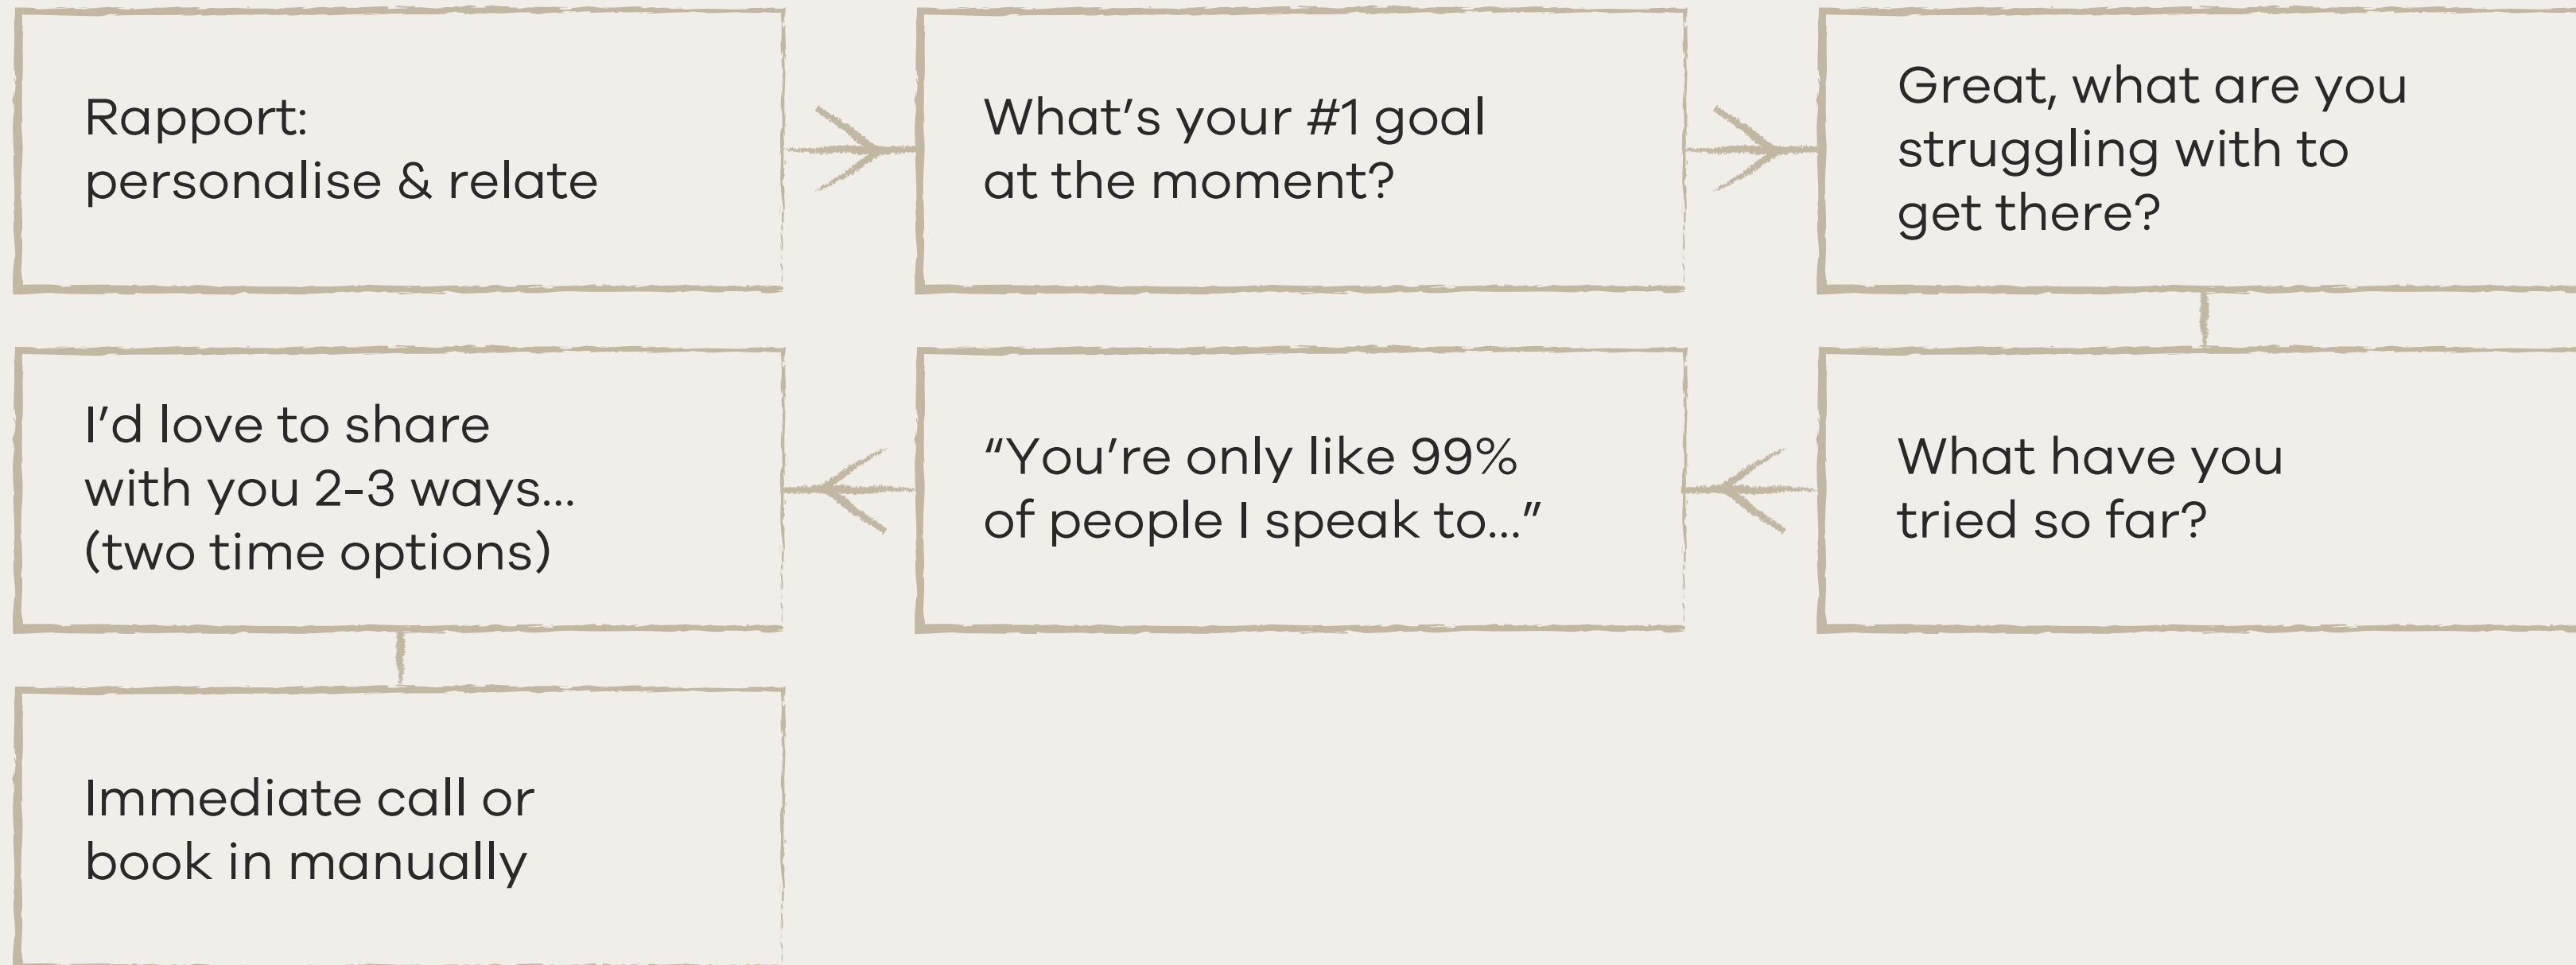 Rapport:
personalise & relate
What’s your #1 goal
at the moment?
Great, what are you
struggling with to
get there?
What have you
tried so far?
“You’re only like 99%
of people I speak to...”
I’d love to share
with you 2-3 ways...
(two time options)
Immediate call or
book in manually